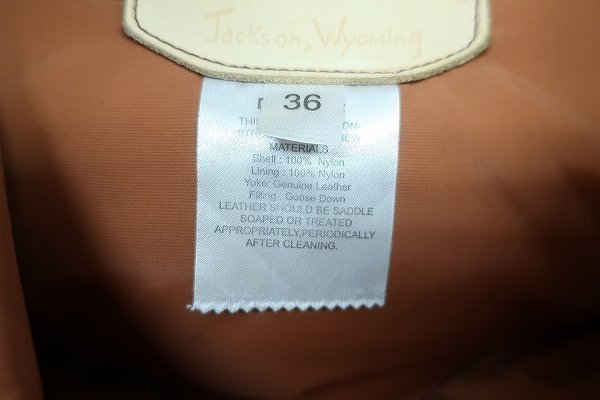 Jackson, Wyoming
36
MATERIALS
Shell : 100% Nylon
Lining : 100% Nylon
Yoke: Genuine Leather
Filling : Goose Down
LEATHER SHOULD BE SADDLE
SOAPED OR TREATED
APPROPRIATELY,PERIODICALLY
AFTER CLEANING.